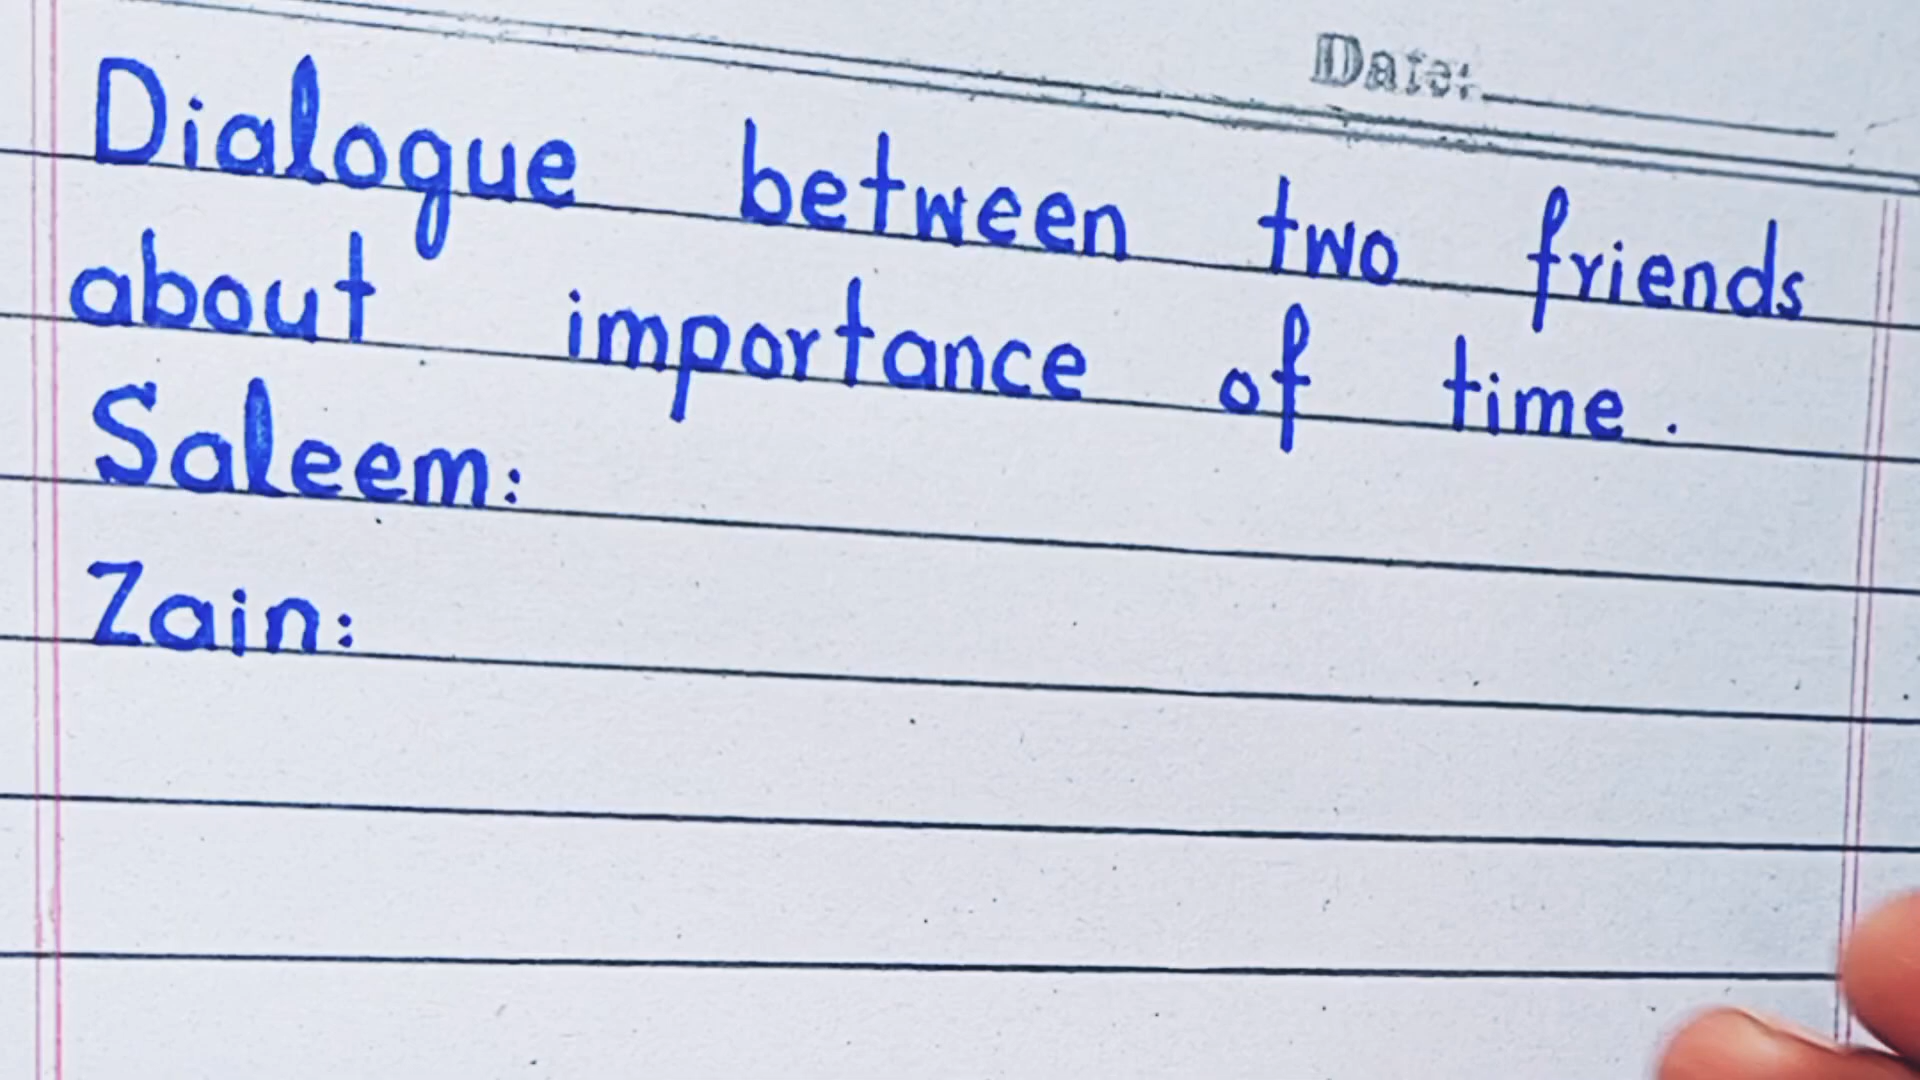 Date:
Dialogue between two friends
about importance of time.
Saleem:
Zain: